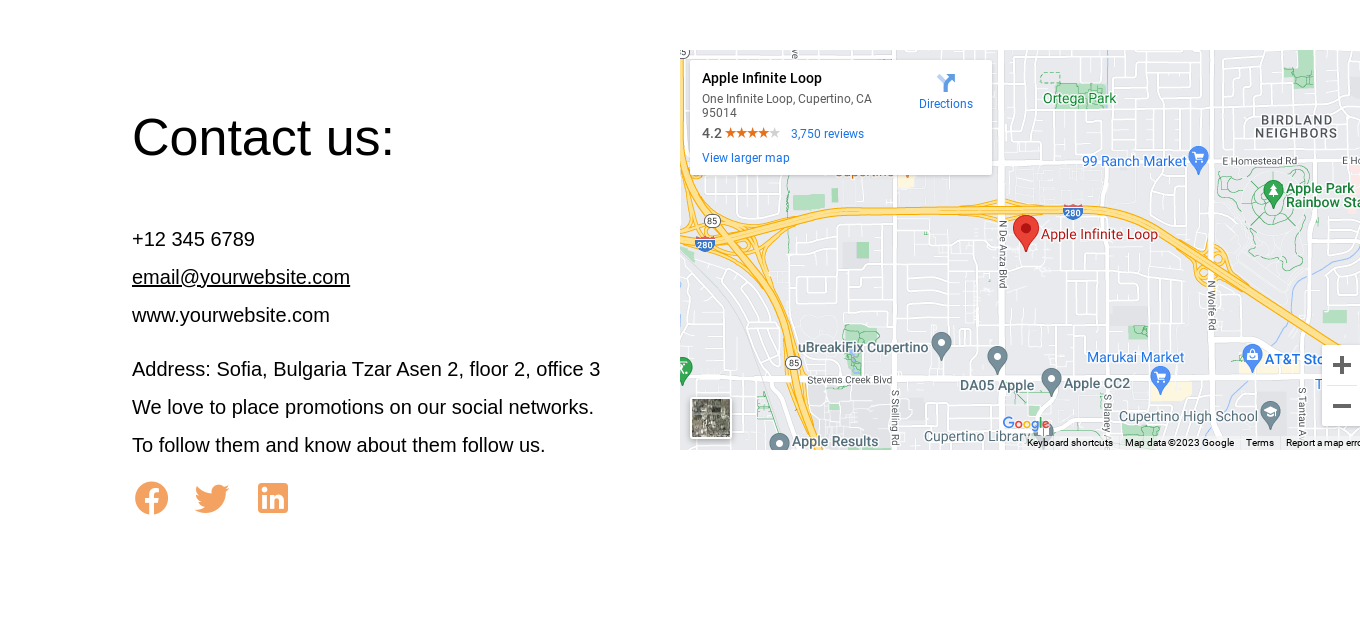 Contact us:
+12 345 6789
email@yourwebsite.com
www.yourwebsite.com
Address: Sofia, Bulgaria Tzar Asen 2, floor 2, office 3
We love to place promotions on our social networks.
To follow them and know about them follow us.
Apple Infinite Loop
One Infinite Loop, Cupertino, CA
95014
Directions
4.2
3,750 reviews
View larger map
Ortega Park
BIRDLAND
NEIGHBORS
99 Ranch Market
E Homestead Rd
Apple Park
Rainbow Sta
85
280
280
N De Anza Blvd
Apple Infinite Loop
N Wolfe Rd
uBreakiFix Cupertino
85
Stevens Creek Blvd
DA05 Apple
Apple CC2
Marukai Market
AT&T Sto
S Stelling Rd
S Blaney
S Tantau A
Cupertino High School
Cupertino Library
Apple Results
Google
Keyboard shortcuts
Map data ©2023 Google
Terms
Report a map erro